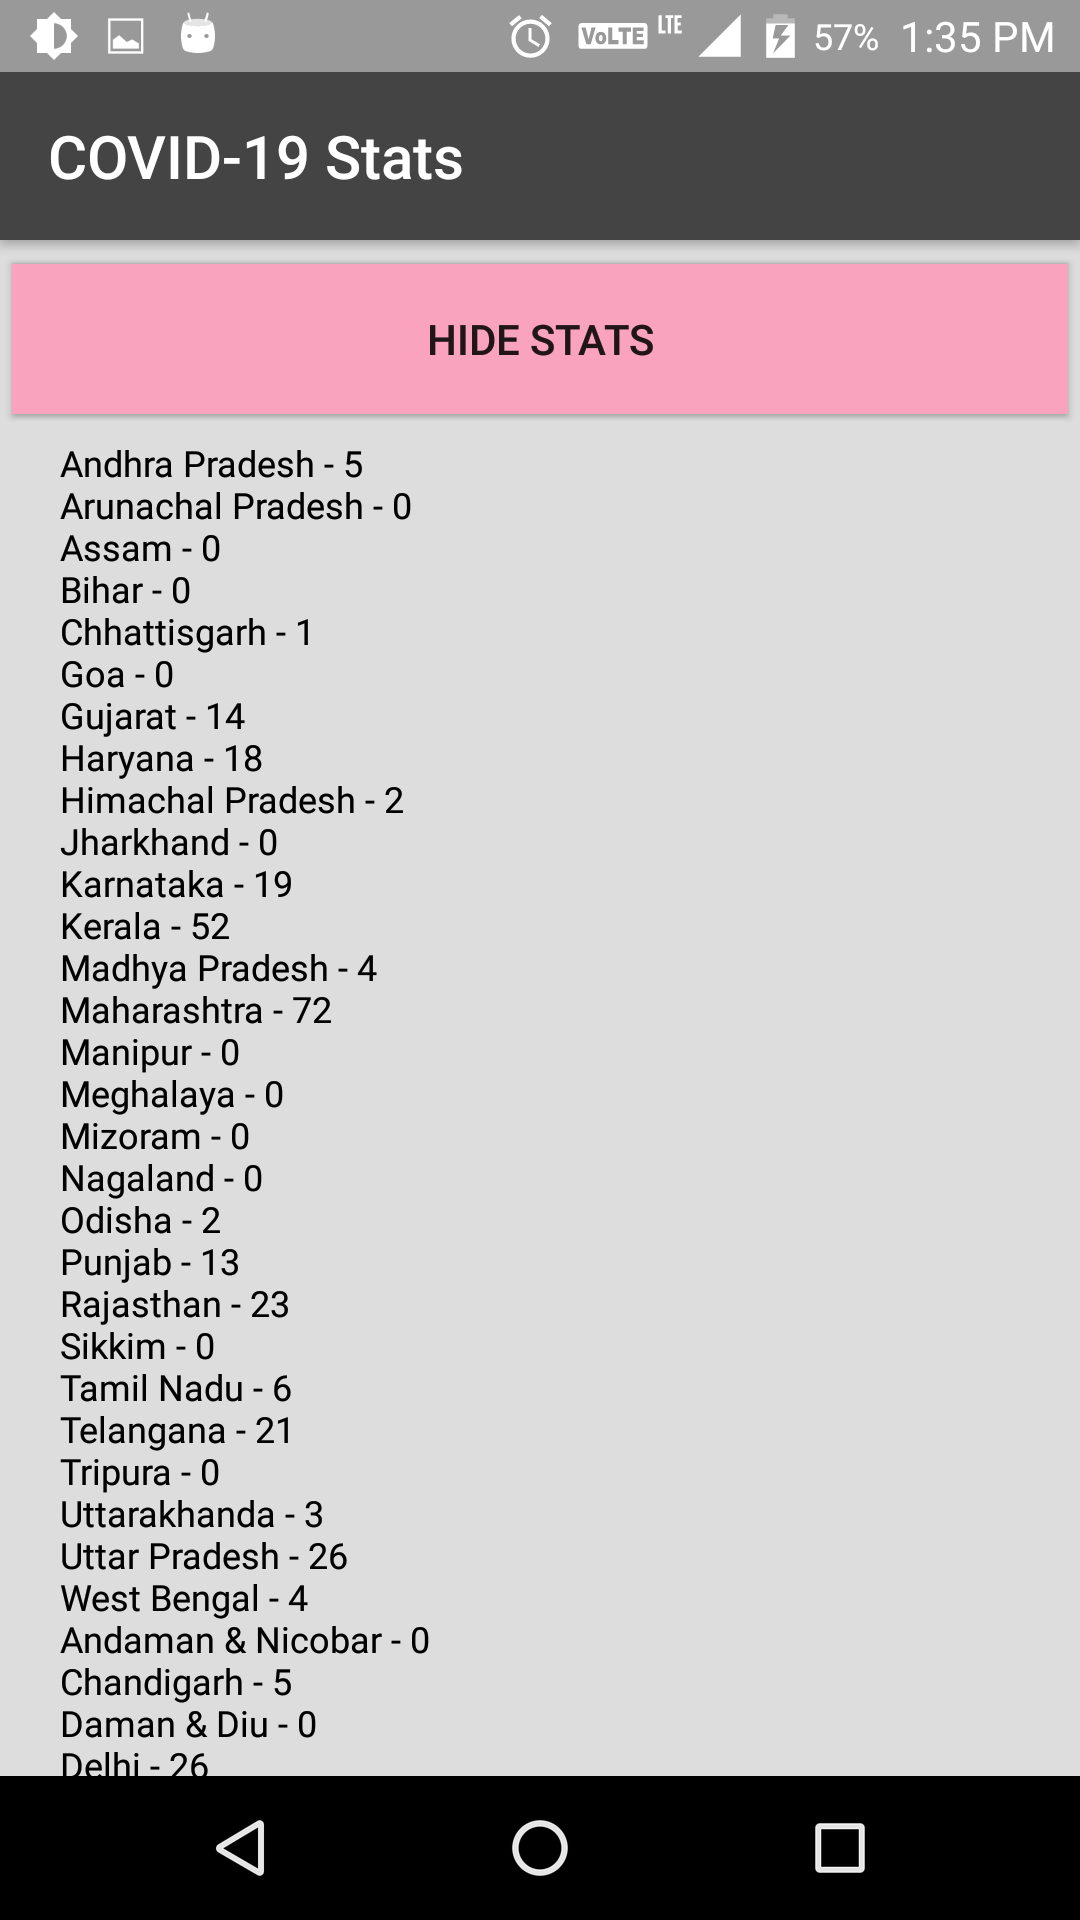 VoLTE LTE 57% 1:35 PM
COVID-19 Stats
HIDE STATS
Andhra Pradesh - 5
Arunachal Pradesh - 0
Assam - 0
Bihar - 0
Chhattisgarh - 1
Goa - 0
Gujarat - 14
Haryana - 18
Himachal Pradesh - 2
Jharkhand - 0
Karnataka - 19
Kerala - 52
Madhya Pradesh - 4
Maharashtra - 72
Manipur - 0
Meghalaya - 0
Mizoram - 0
Nagaland - 0
Odisha - 2
Punjab - 13
Rajasthan - 23
Sikkim - 0
Tamil Nadu - 6
Telangana - 21
Tripura - 0
Uttarakhanda - 3
Uttar Pradesh - 26
West Bengal - 4
Andaman & Nicobar - 0
Chandigarh - 5
Daman & Diu - 0
Delhi - 26